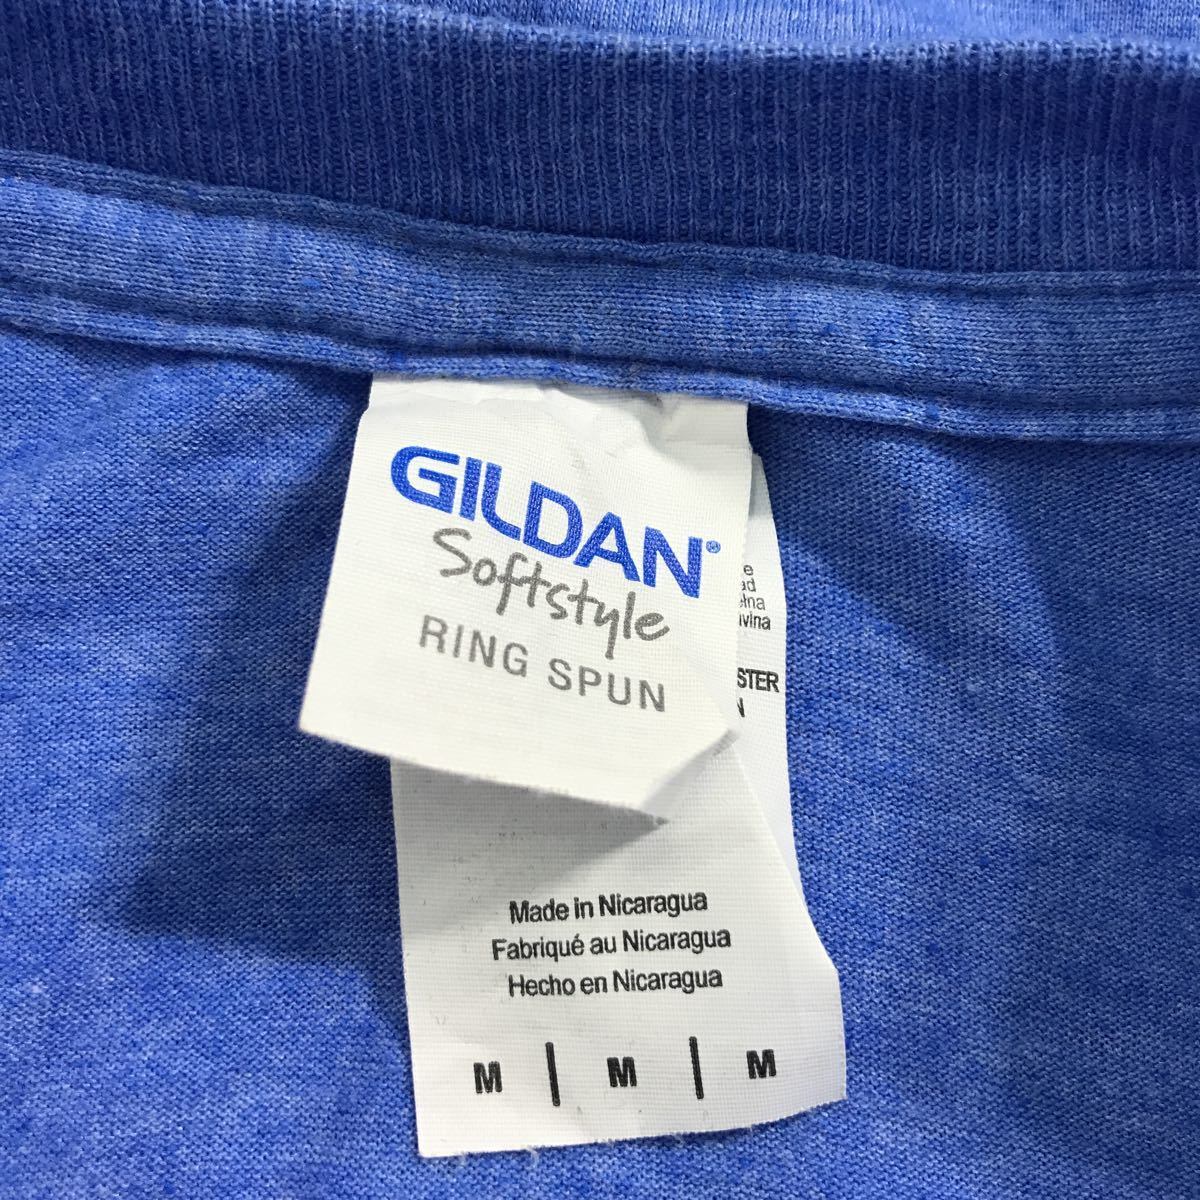 GILDAN®
Softstyle
RING SPUN
Made in Nicaragua
Fabriqué au Nicaragua
Hecho en Nicaragua
M | M | M